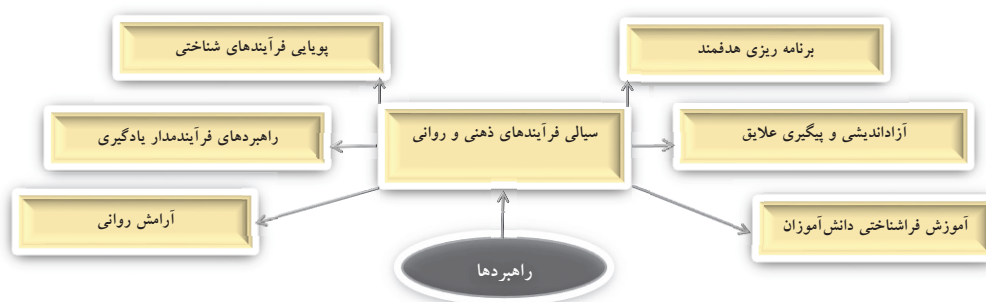 برنامه ریزی هدفمند
پویایی فرآیندهای شناختی
سیالی فرآیندهای ذهنی و روانی
آزاداندیشی و پیگیری علایق
راهبردهای فرآیندمدار یادگیری
آموزش فراشناختی دانش‌آموزان
آرامش روانی
راهبردها